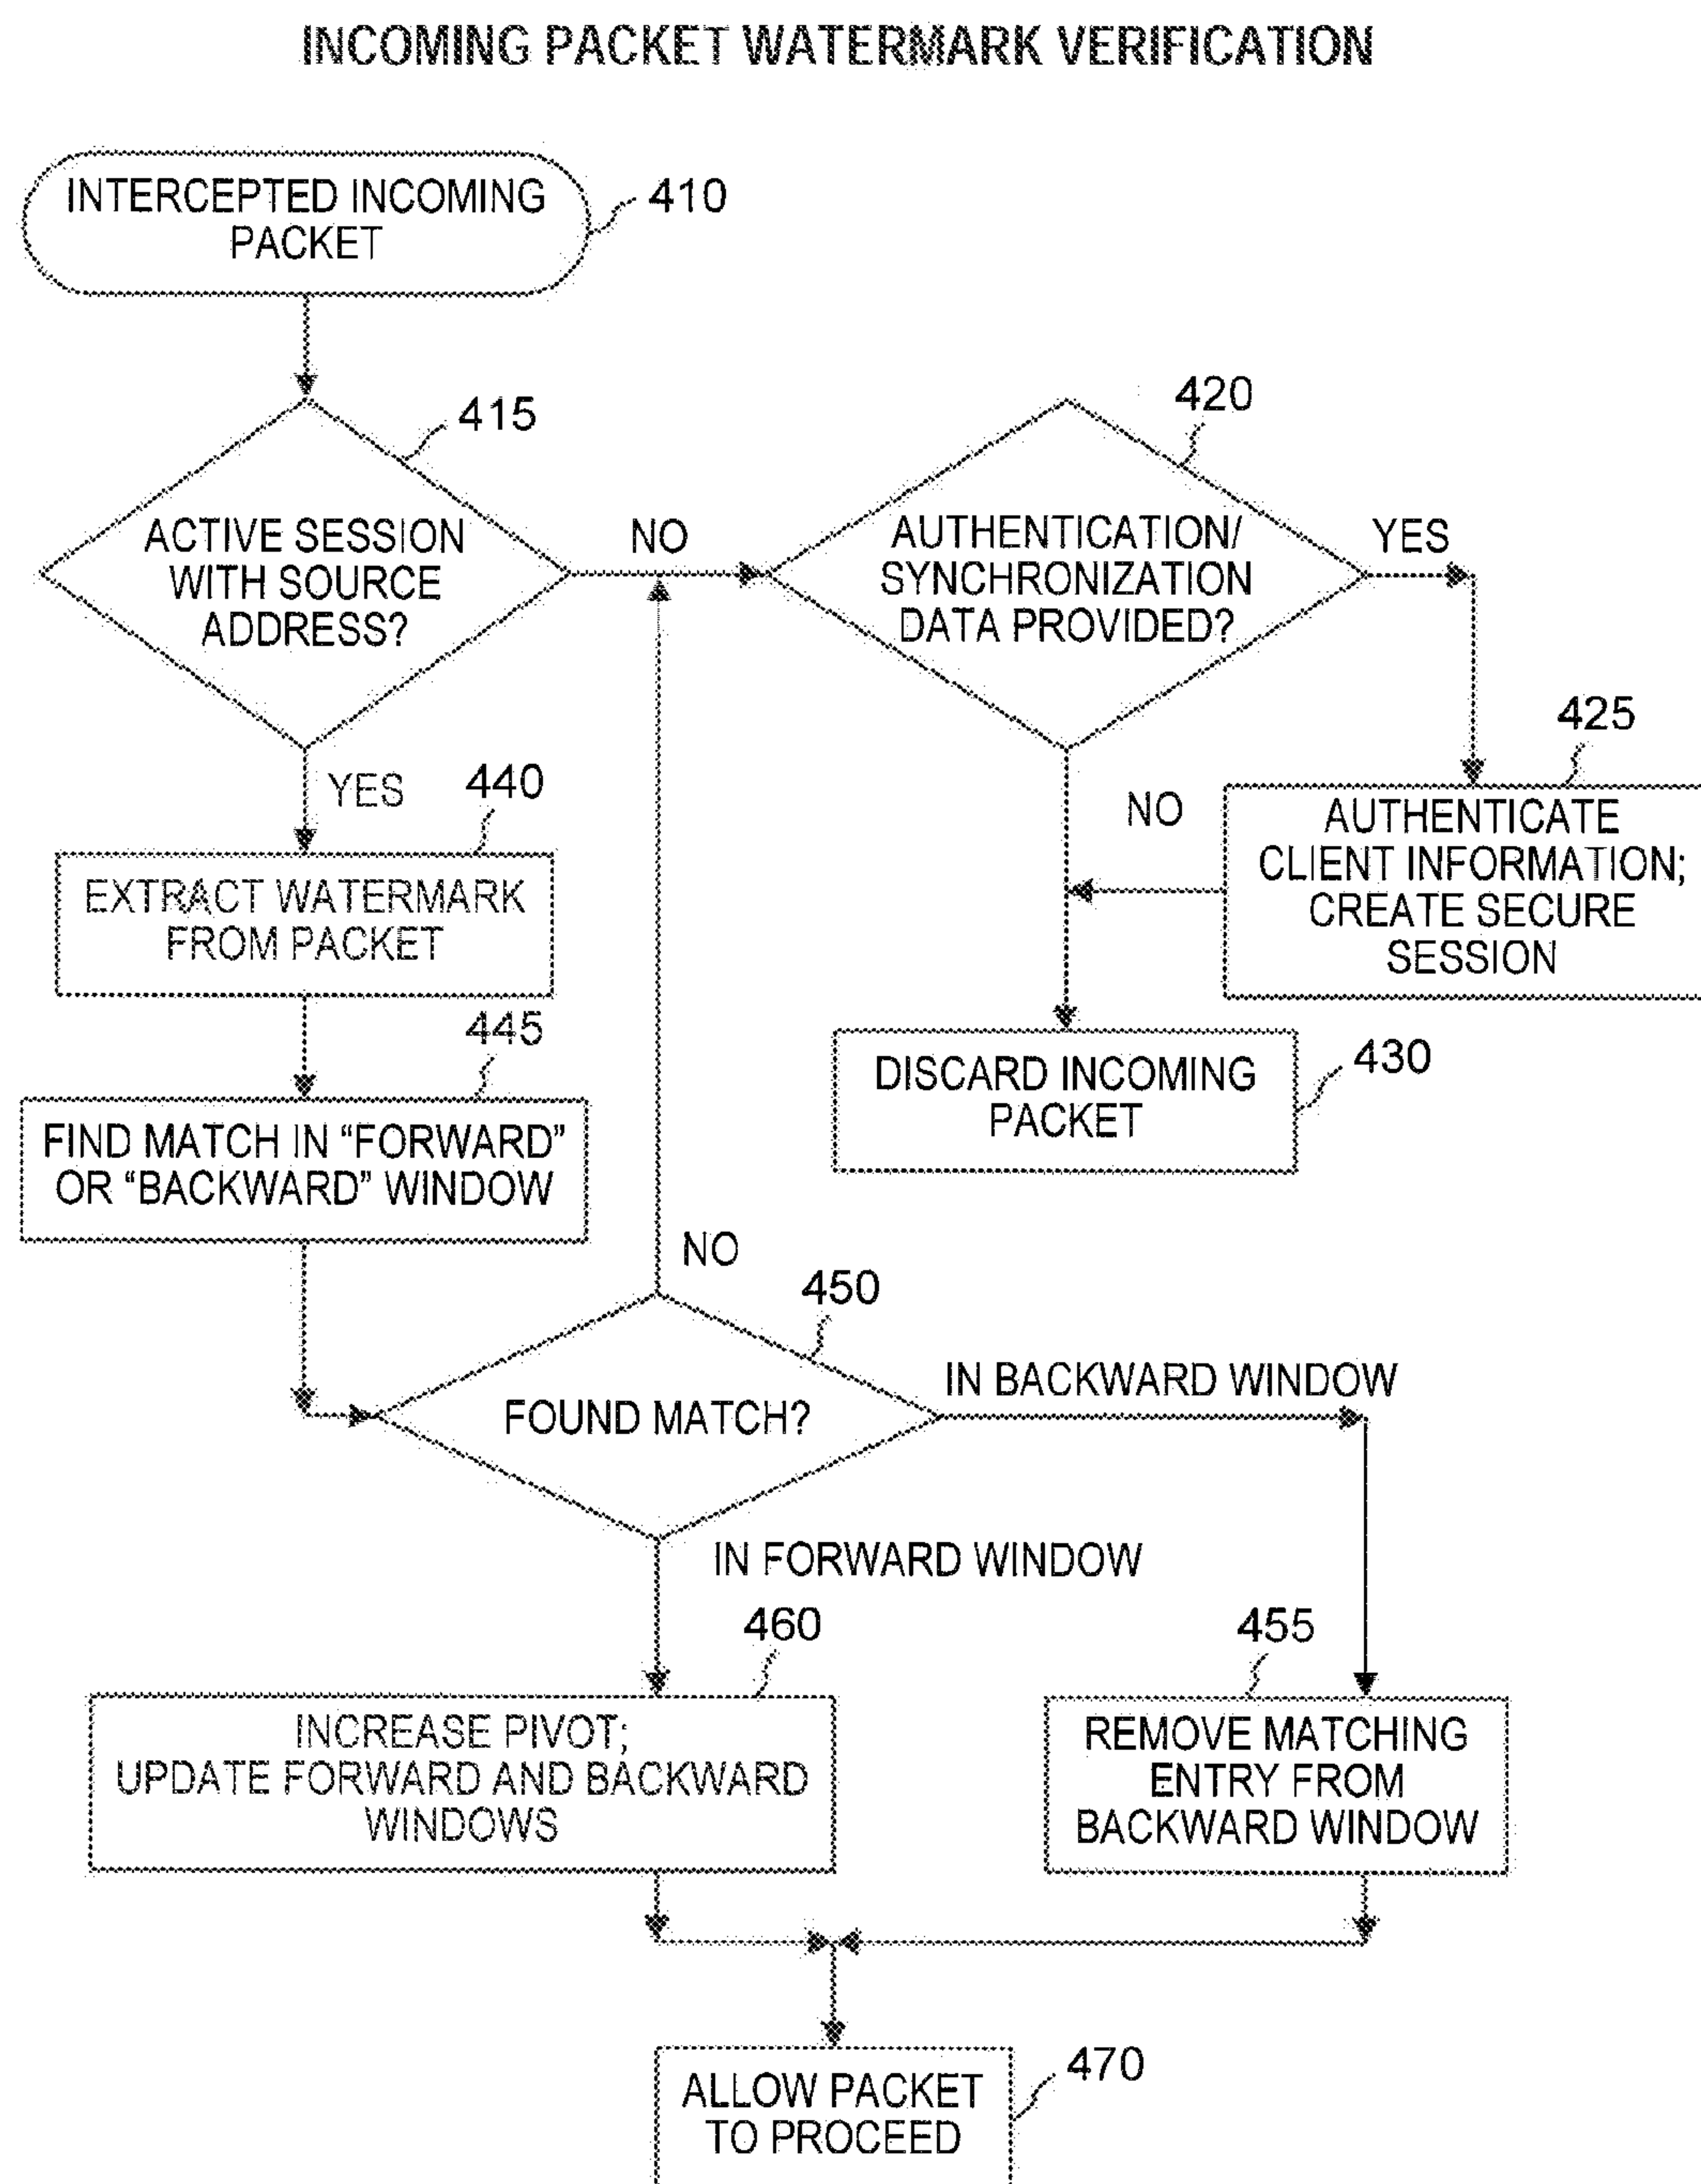 INCOMING PACKET WATERMARK VERIFICATION
INTERCEPTED INCOMING
PACKET
410
415
ACTIVE SESSION
WITH SOURCE
ADDRESS?
NO
420
AUTHENTICATION/
SYNCHRONIZATION
DATA PROVIDED?
YES
425
AUTHENTICATE
CLIENT INFORMATION;
CREATE SECURE
SESSION
NO
430
DISCARD INCOMING
PACKET
YES
440
EXTRACT WATERMARK
FROM PACKET
445
FIND MATCH IN “FORWARD”
OR “BACKWARD” WINDOW
NO
450
FOUND MATCH?
IN BACKWARD WINDOW
IN FORWARD WINDOW
460
INCREASE PIVOT;
UPDATE FORWARD AND BACKWARD
WINDOWS
455
REMOVE MATCHING
ENTRY FROM
BACKWARD WINDOW
470
ALLOW PACKET
TO PROCEED